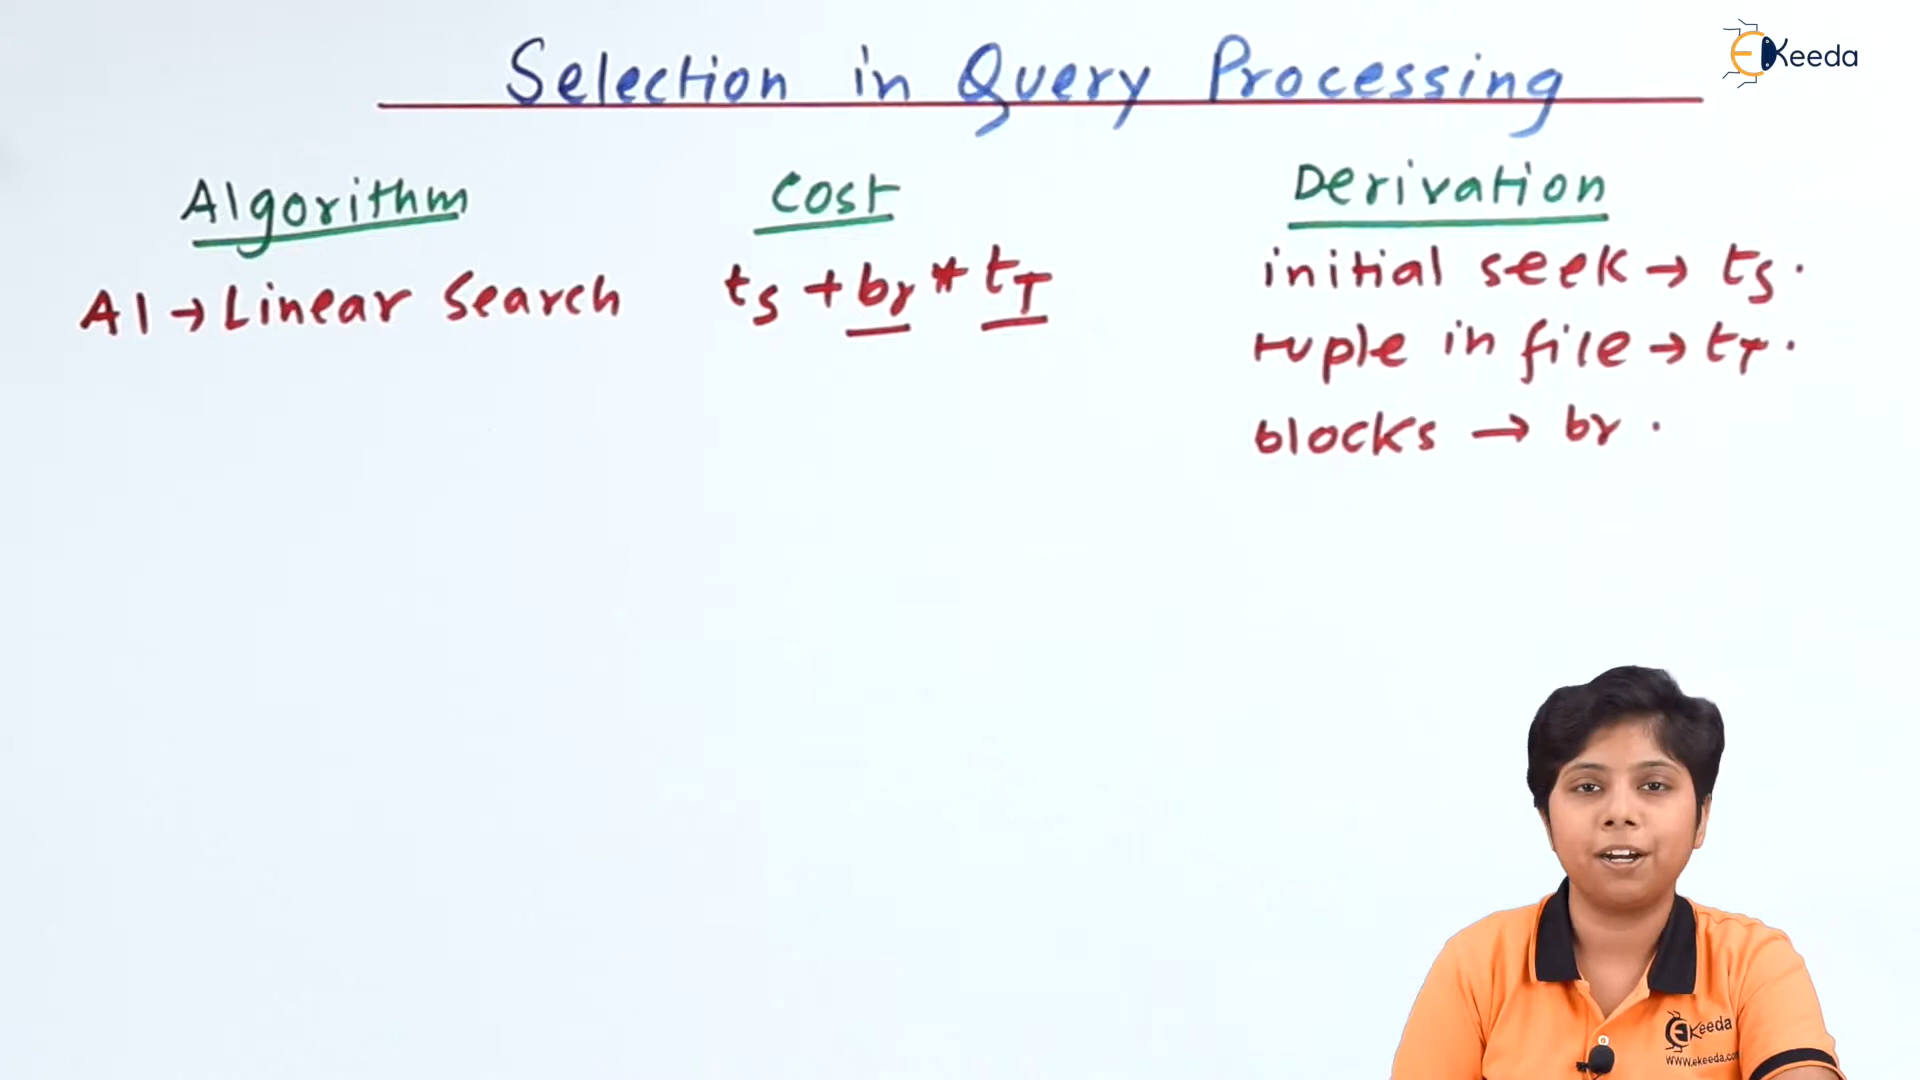 Selection in Query Processing
EKeeda
Algorithm
Cost
Derivation
A1 → Linear Search
ts + br * tT
initial seek → ts.
tuple in file → tT.
blocks → br.
EKeeda
www.ekeeda.com